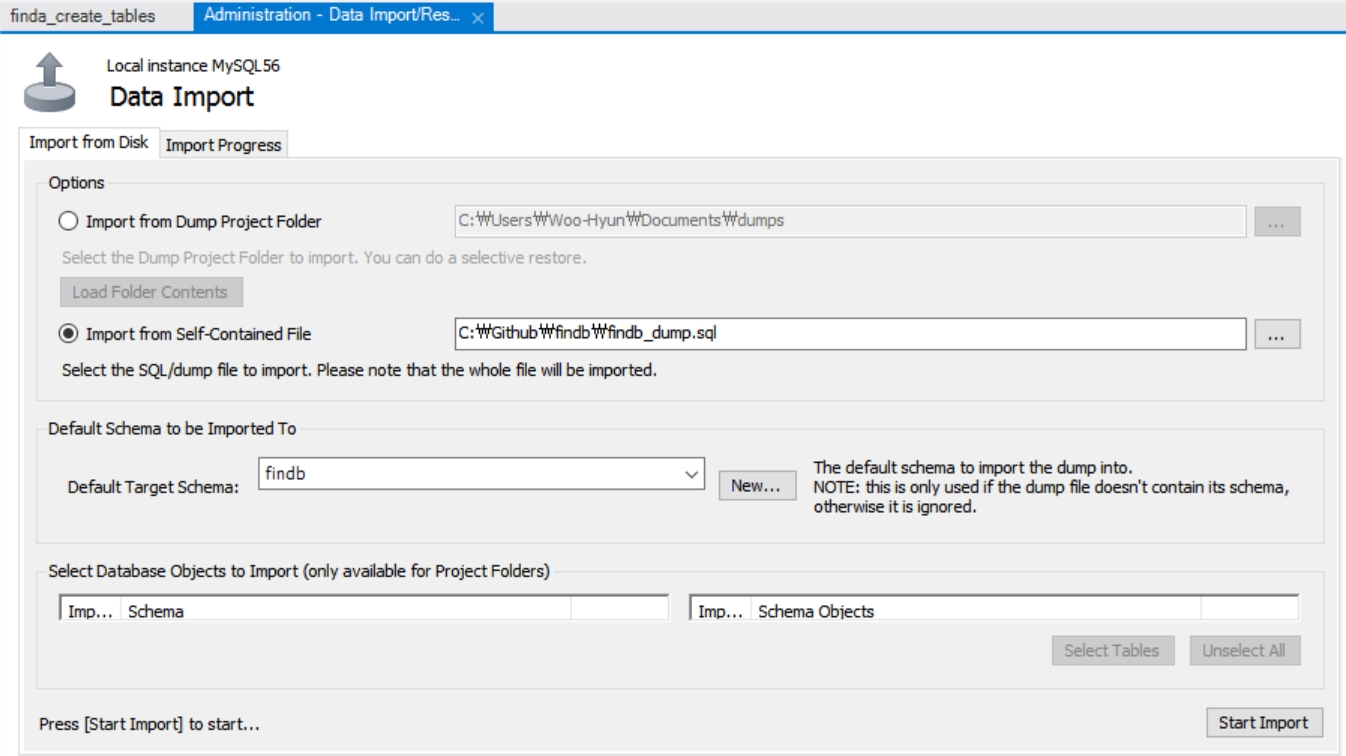 finda_create_tables
Administration - Data Import/Res...
Local instance MySQL56
Data Import
Import from Disk
Import Progress
Options
Import from Dump Project Folder
C:₩Users₩Woo-Hyun₩Documents₩dumps
...
Select the Dump Project Folder to import. You can do a selective restore.
Load Folder Contents
Import from Self-Contained File
C:₩Github₩findb₩findb_dump.sql
...
Select the SQL/dump file to import. Please note that the whole file will be imported.
Default Schema to be Imported To
Default Target Schema:
findb
New...
The default schema to import the dump into.
NOTE: this is only used if the dump file doesn't contain its schema,
otherwise it is ignored.
Select Database Objects to Import (only available for Project Folders)
Imp... Schema
Imp... Schema Objects
Select Tables
Unselect All
Press [Start Import] to start...
Start Import